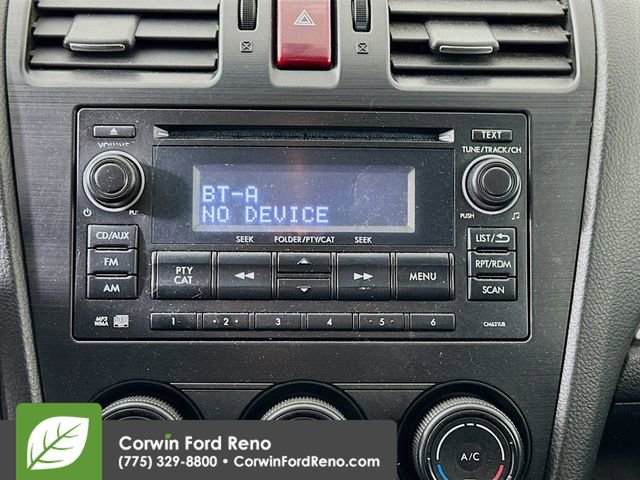 TEXT
VOLUME
TUNE/TRACK/CH
BT-A
NO DEVICE
PUSH
CD/AUX
SEEK
FOLDER/PTY/CAT
SEEK
LIST/
FM
PTY
CAT
MENU
RPT/RDM
AM
SCAN
MP3
WMA
1
2
3
4
5
6
CM621UB
A/C
Corwin Ford Reno
(775) 329-8800 • CorwinFordReno.com